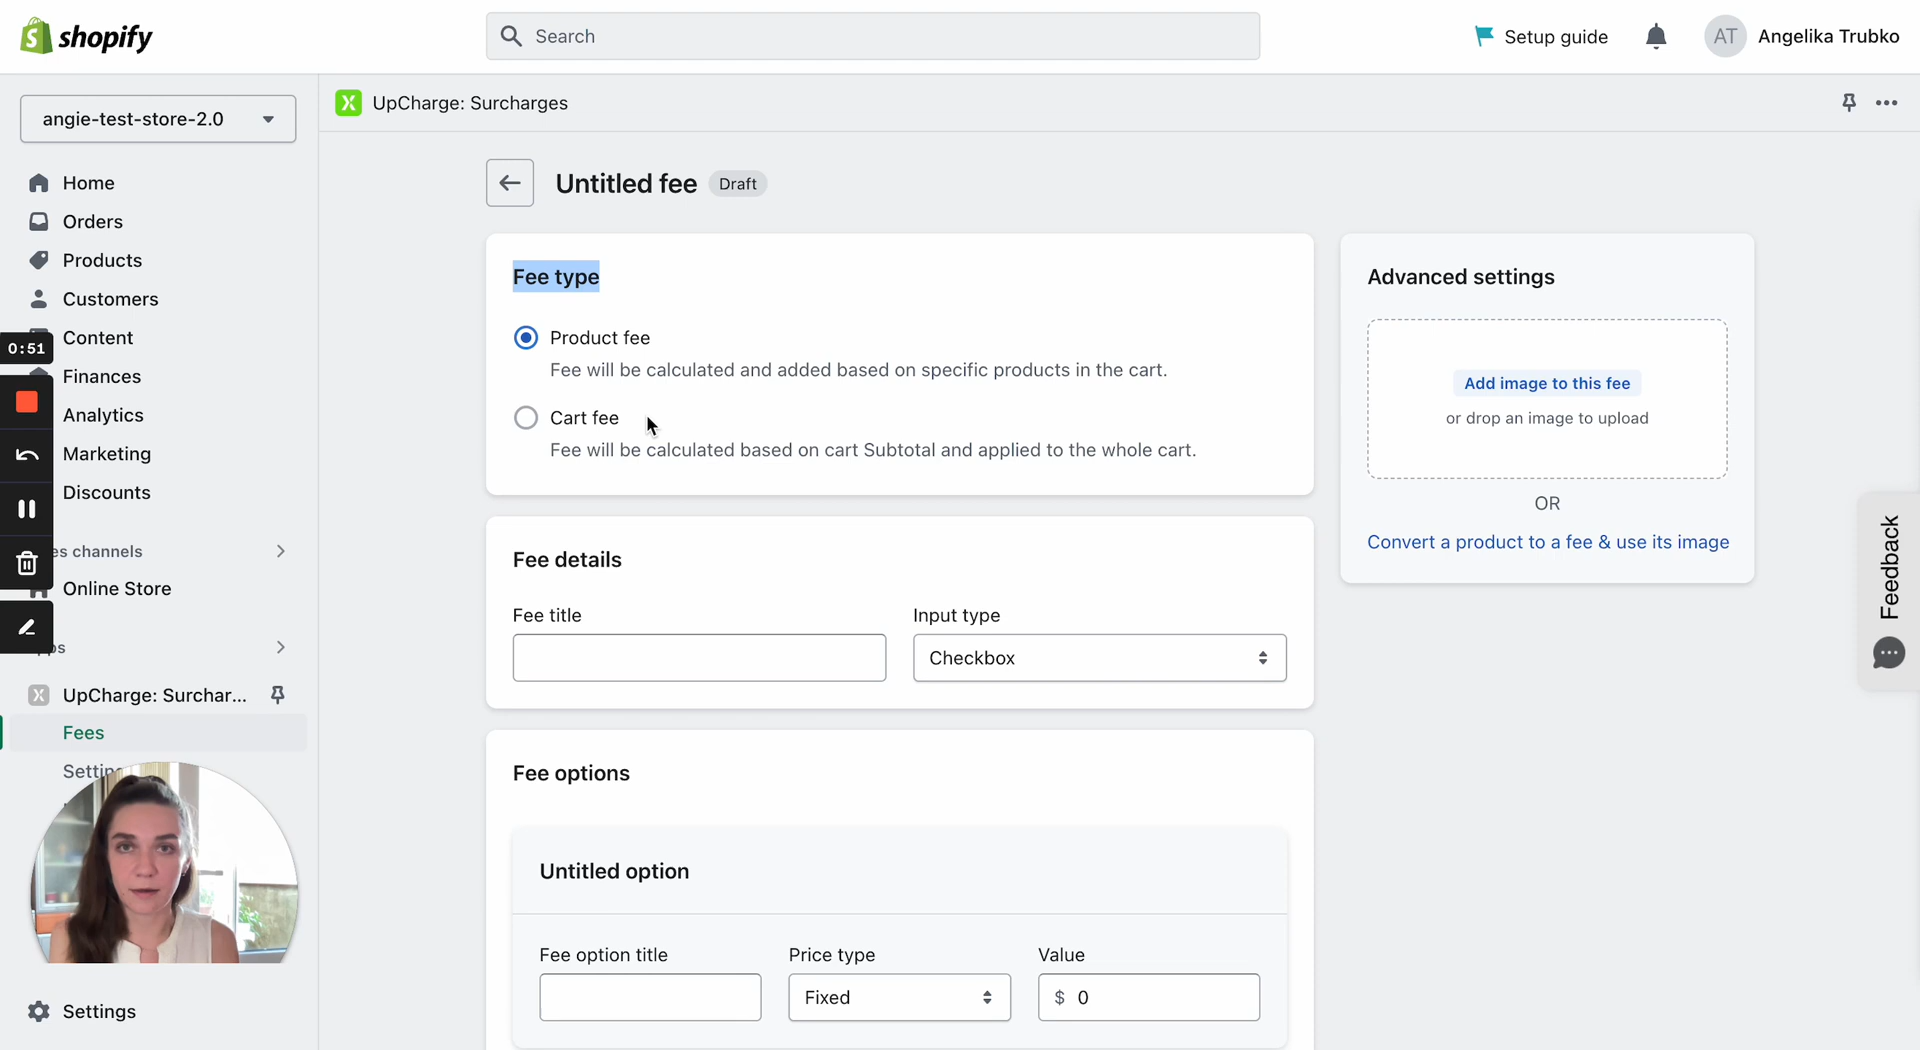 shopify
Search
Setup guide
AT
Angelika Trubko
angie-test-store-2.0
UpCharge: Surcharges
Home
Orders
Products
Customers
Content
Finances
Analytics
Marketing
Discounts
es channels
Online Store
ps
UpCharge: Surchar...
Fees
Settin
Settings
0:51
Untitled fee
Draft
Fee type
Product fee
Fee will be calculated and added based on specific products in the cart.
Cart fee
Fee will be calculated based on cart Subtotal and applied to the whole cart.
Fee details
Fee title
Input type
Checkbox
Fee options
Untitled option
Fee option title
Price type
Value
Fixed
$ 0
Advanced settings
Add image to this fee
or drop an image to upload
OR
Convert a product to a fee & use its image
Feedback